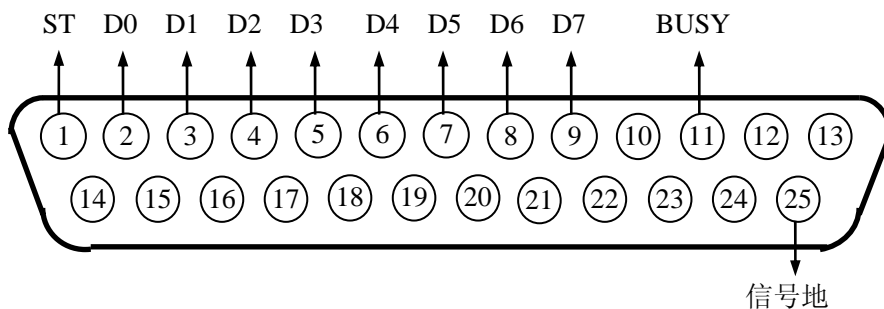 ST D0 D1 D2 D3 D4 D5 D6 D7 BUSY
1 2 3 4 5 6 7 8 9 10 11 12 13
14 15 16 17 18 19 20 21 22 23 24 25
信号地